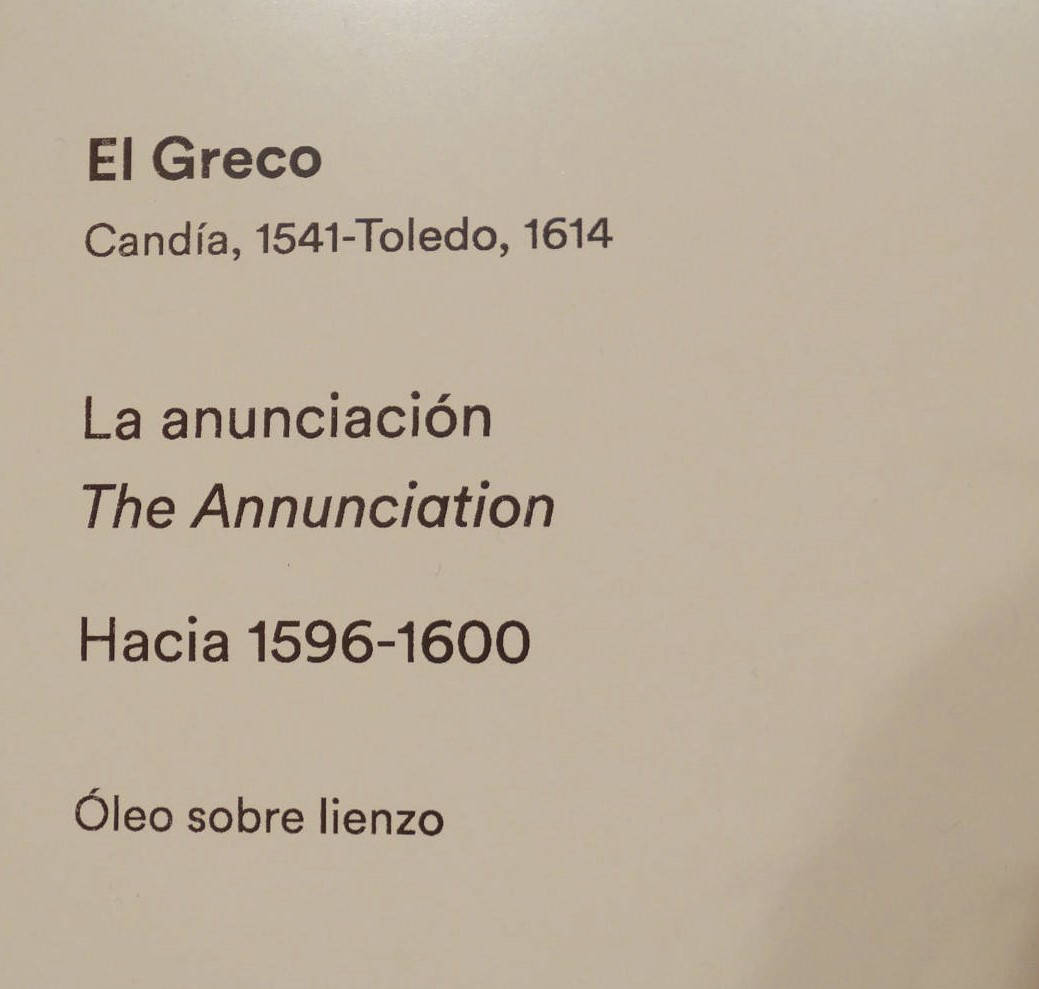 El Greco
Candía, 1541-Toledo, 1614
La anunciación
The Annunciation
Hacia 1596-1600
Óleo sobre lienzo